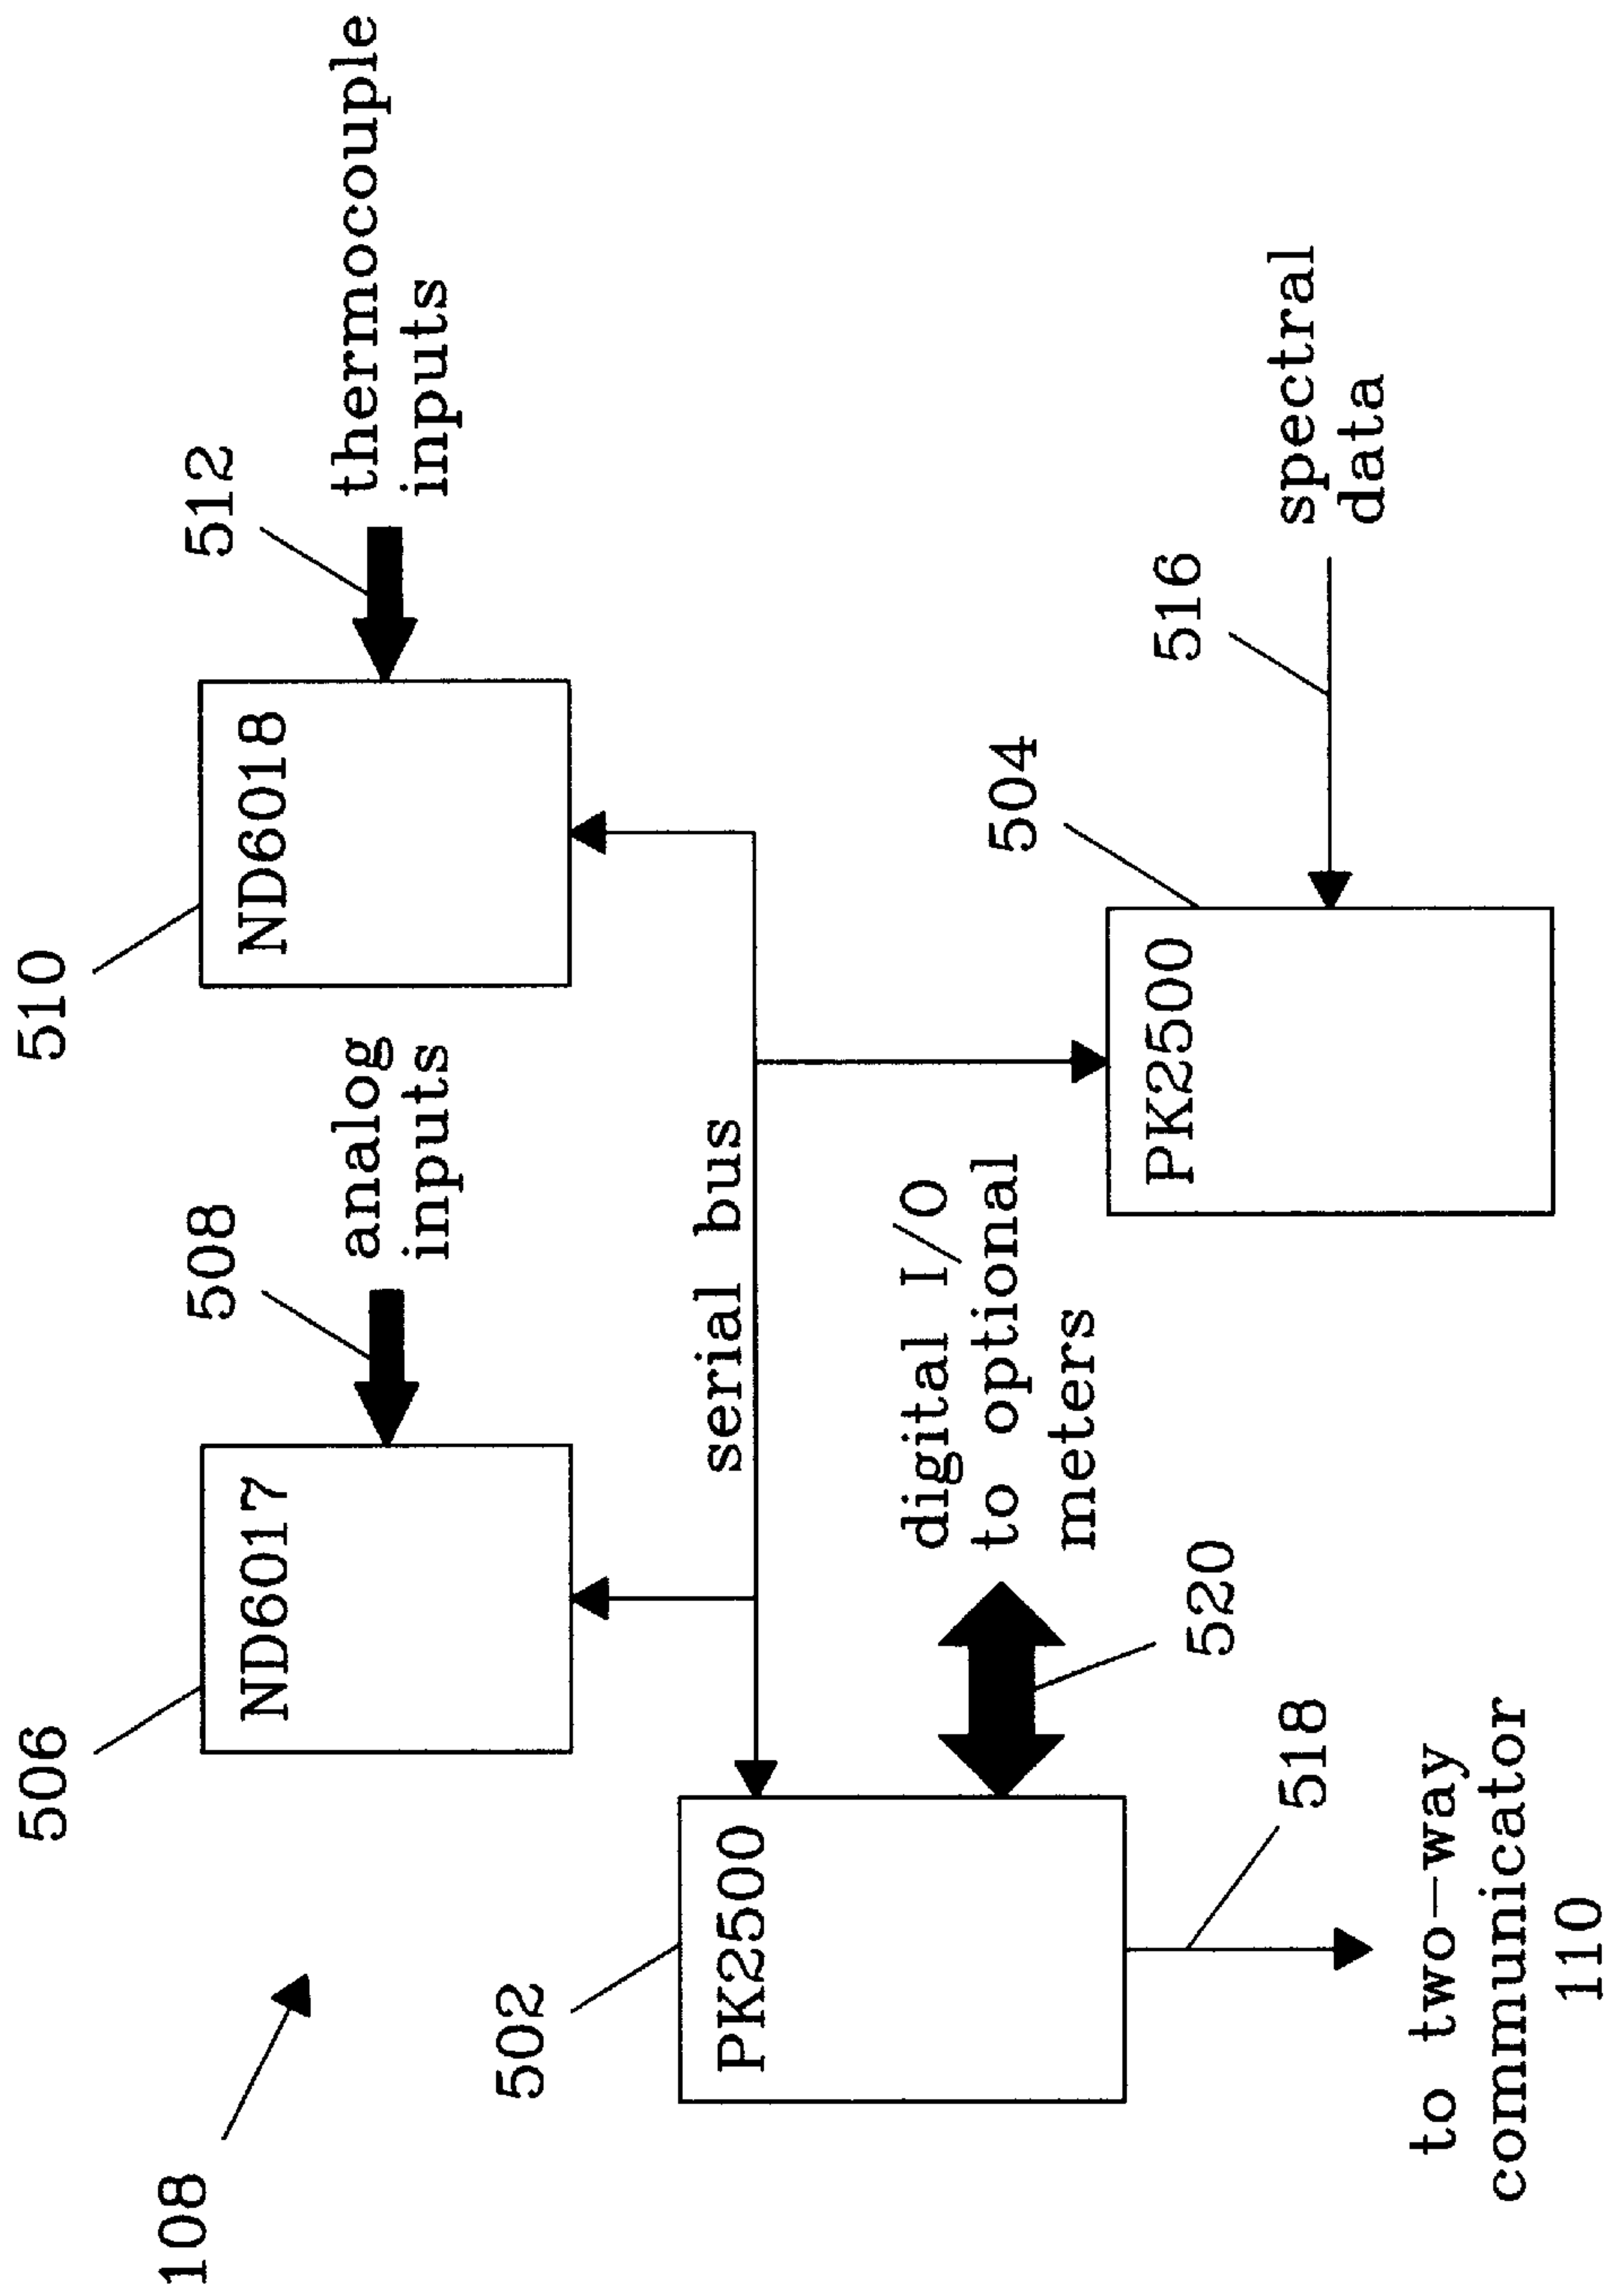 108
506
ND6017
508
analog
inputs
510
ND6018
512
thermocouple
inputs
serial bus
502
PK2500
digital I/O
to optional
meters
520
518
to two-way
communicator
110
504
PK2500
516
spectral
data